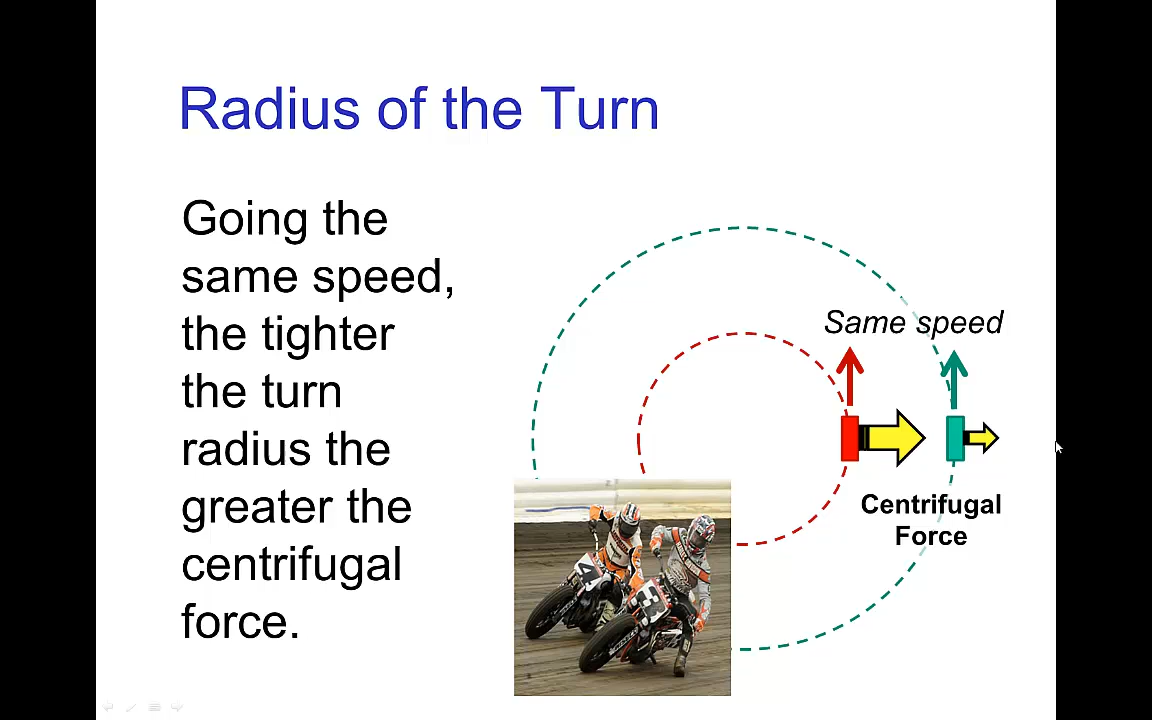 Radius of the Turn
Going the
same speed,
the tighter
the turn
radius the
greater the
centrifugal
force.
Same speed
Centrifugal
Force
4